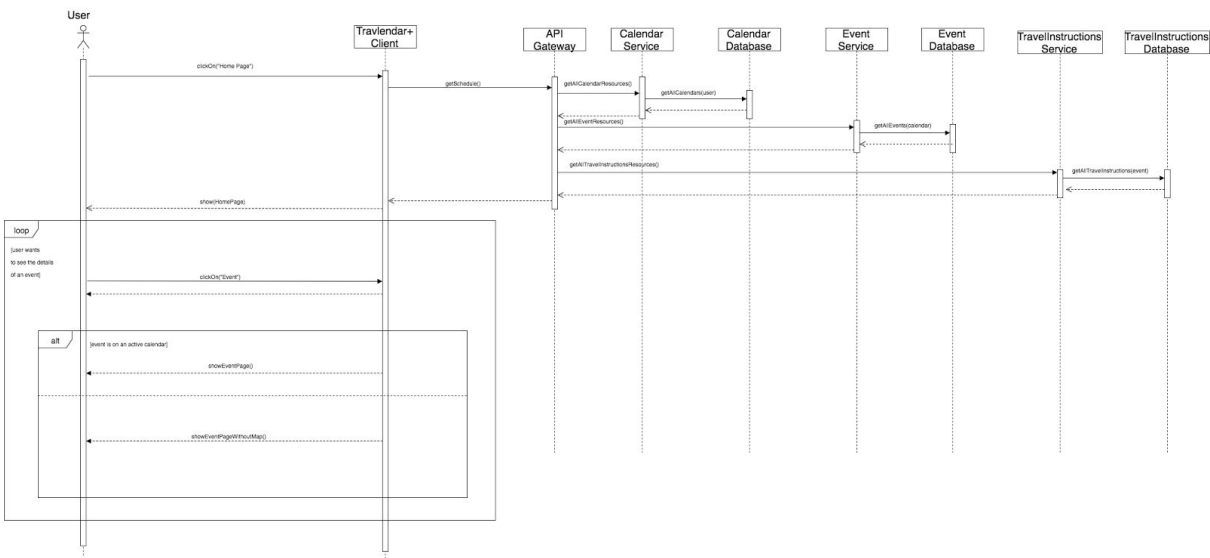 User
Travlendar+
Client
API
Gateway
Calendar
Service
Calendar
Database
Event
Service
Event
Database
TravelInstructions
Service
TravelInstructions
Database
clickOn("Home Page")
getSchedule()
getAllCalendarResources()
getAllCalendars(user)
getAllEventResources()
getAllEvents(calendar)
getAllTravelInstructionsResources()
getAllTravelInstructions(event)
show(HomePage)
loop
[user wants
to see the details
of an event]
clickOn("Event")
alt
[event is on an active calendar]
showEventPage()
showEventPageWithoutMap()